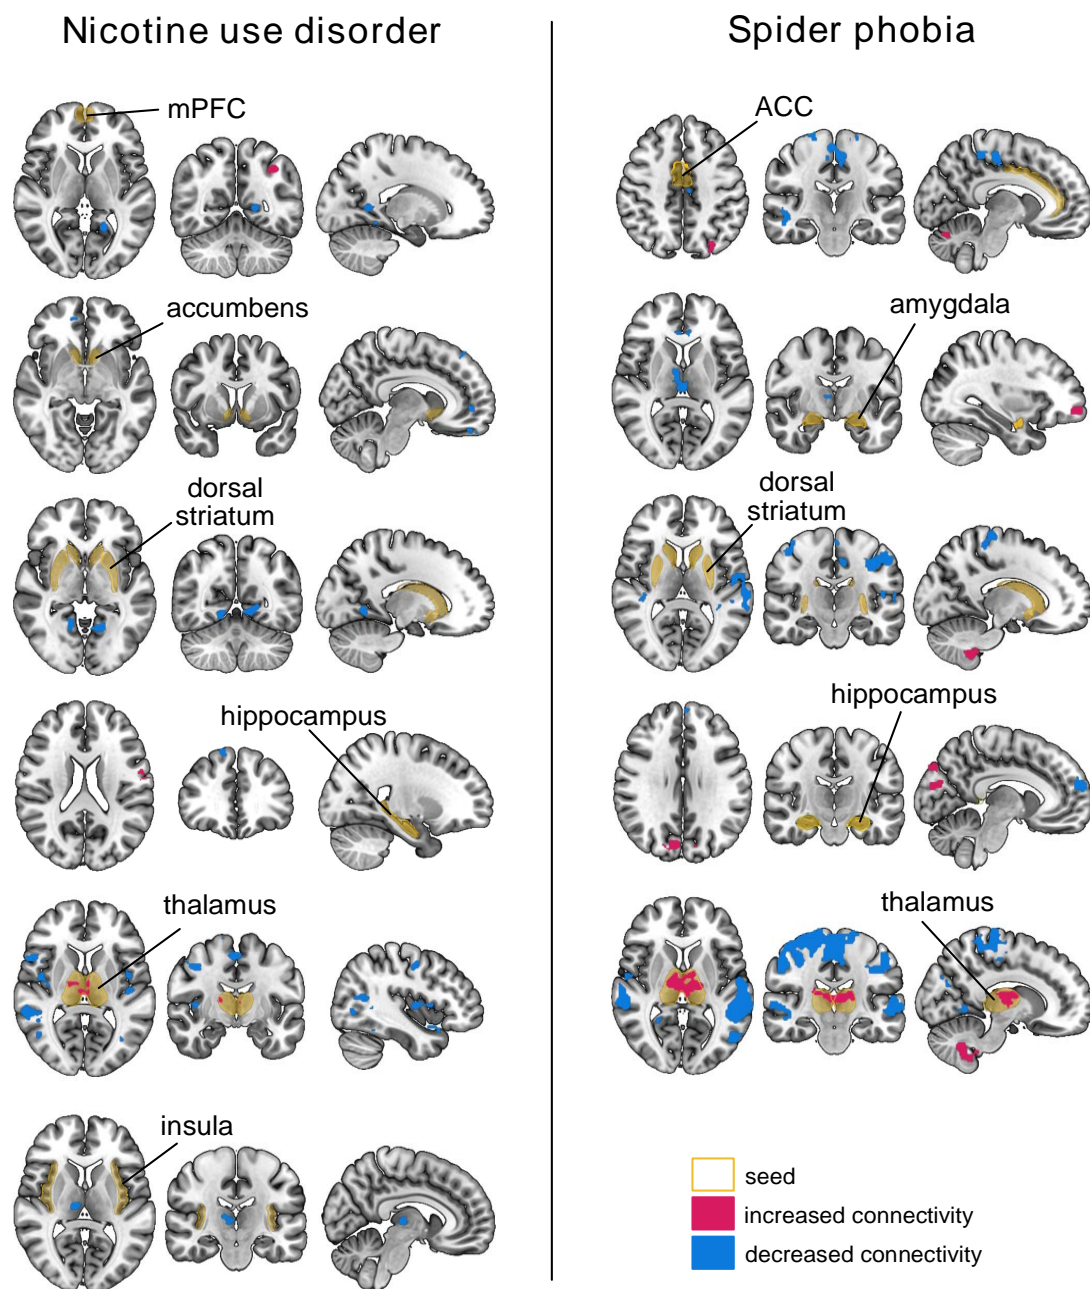 Nicotine use disorder
mPFC
accumbens
dorsal
striatum
hippocampus
thalamus
insula
Spider phobia
ACC
amygdala
dorsal
striatum
hippocampus
thalamus
seed
increased connectivity
decreased connectivity